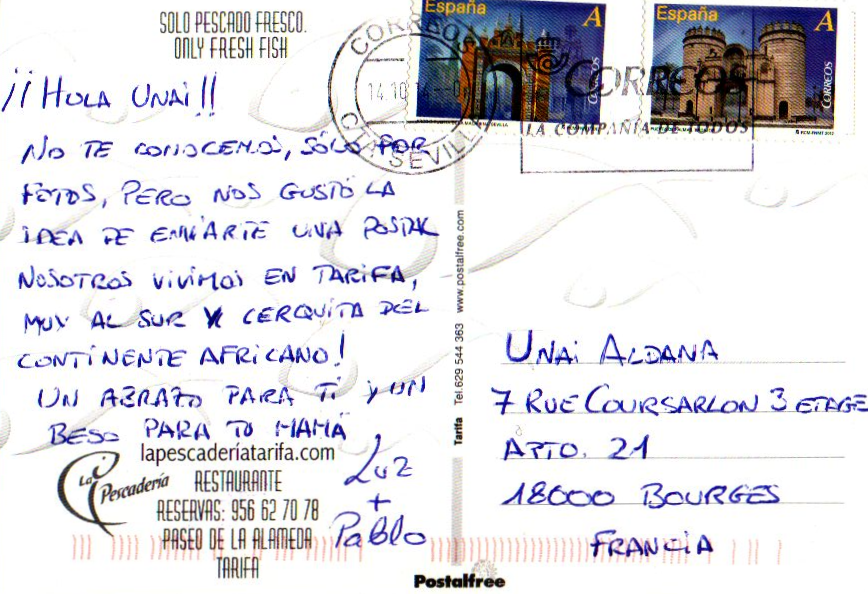 SOLO PESCADO FRESCO.
ONLY FRESH FISH
¡¡HOLA UNAi!!
NO TE CONOCEMOS, SÓLO POR
FOTOS, PERO NOS GUSTÓ LA
IDEA DE ENVIARTE UNA POSTAL
NOSOTROS VIVIMOS EN TARIFA,
MUY AL SUR Y CERQUITA DEL
CONTINENTE AFRICANO!
UN ABRAZO PARA TI Y UN
BESO PARA TU MAMÁ
LUZ
+
Pablo
lapescaderíatarifa.com
La Pescadería
RESTAURANTE
RESERVAS: 956 62 70 78
PASEO DE LA ALAMEDA
TARIFA
Tarifa Tel.629 544 363 www.postalfree.com
Postalfree
España A
CORREOS
España A
CORREOS
CORREOS
14.10
CTA SEVILLA
CORREOS
LA COMPAÑÍA DE TODOS
UNAi ALDANA
7 RUE COURSARLON 3 ETAGE
APTO. 21
18000 BOURGES
FRANCIA